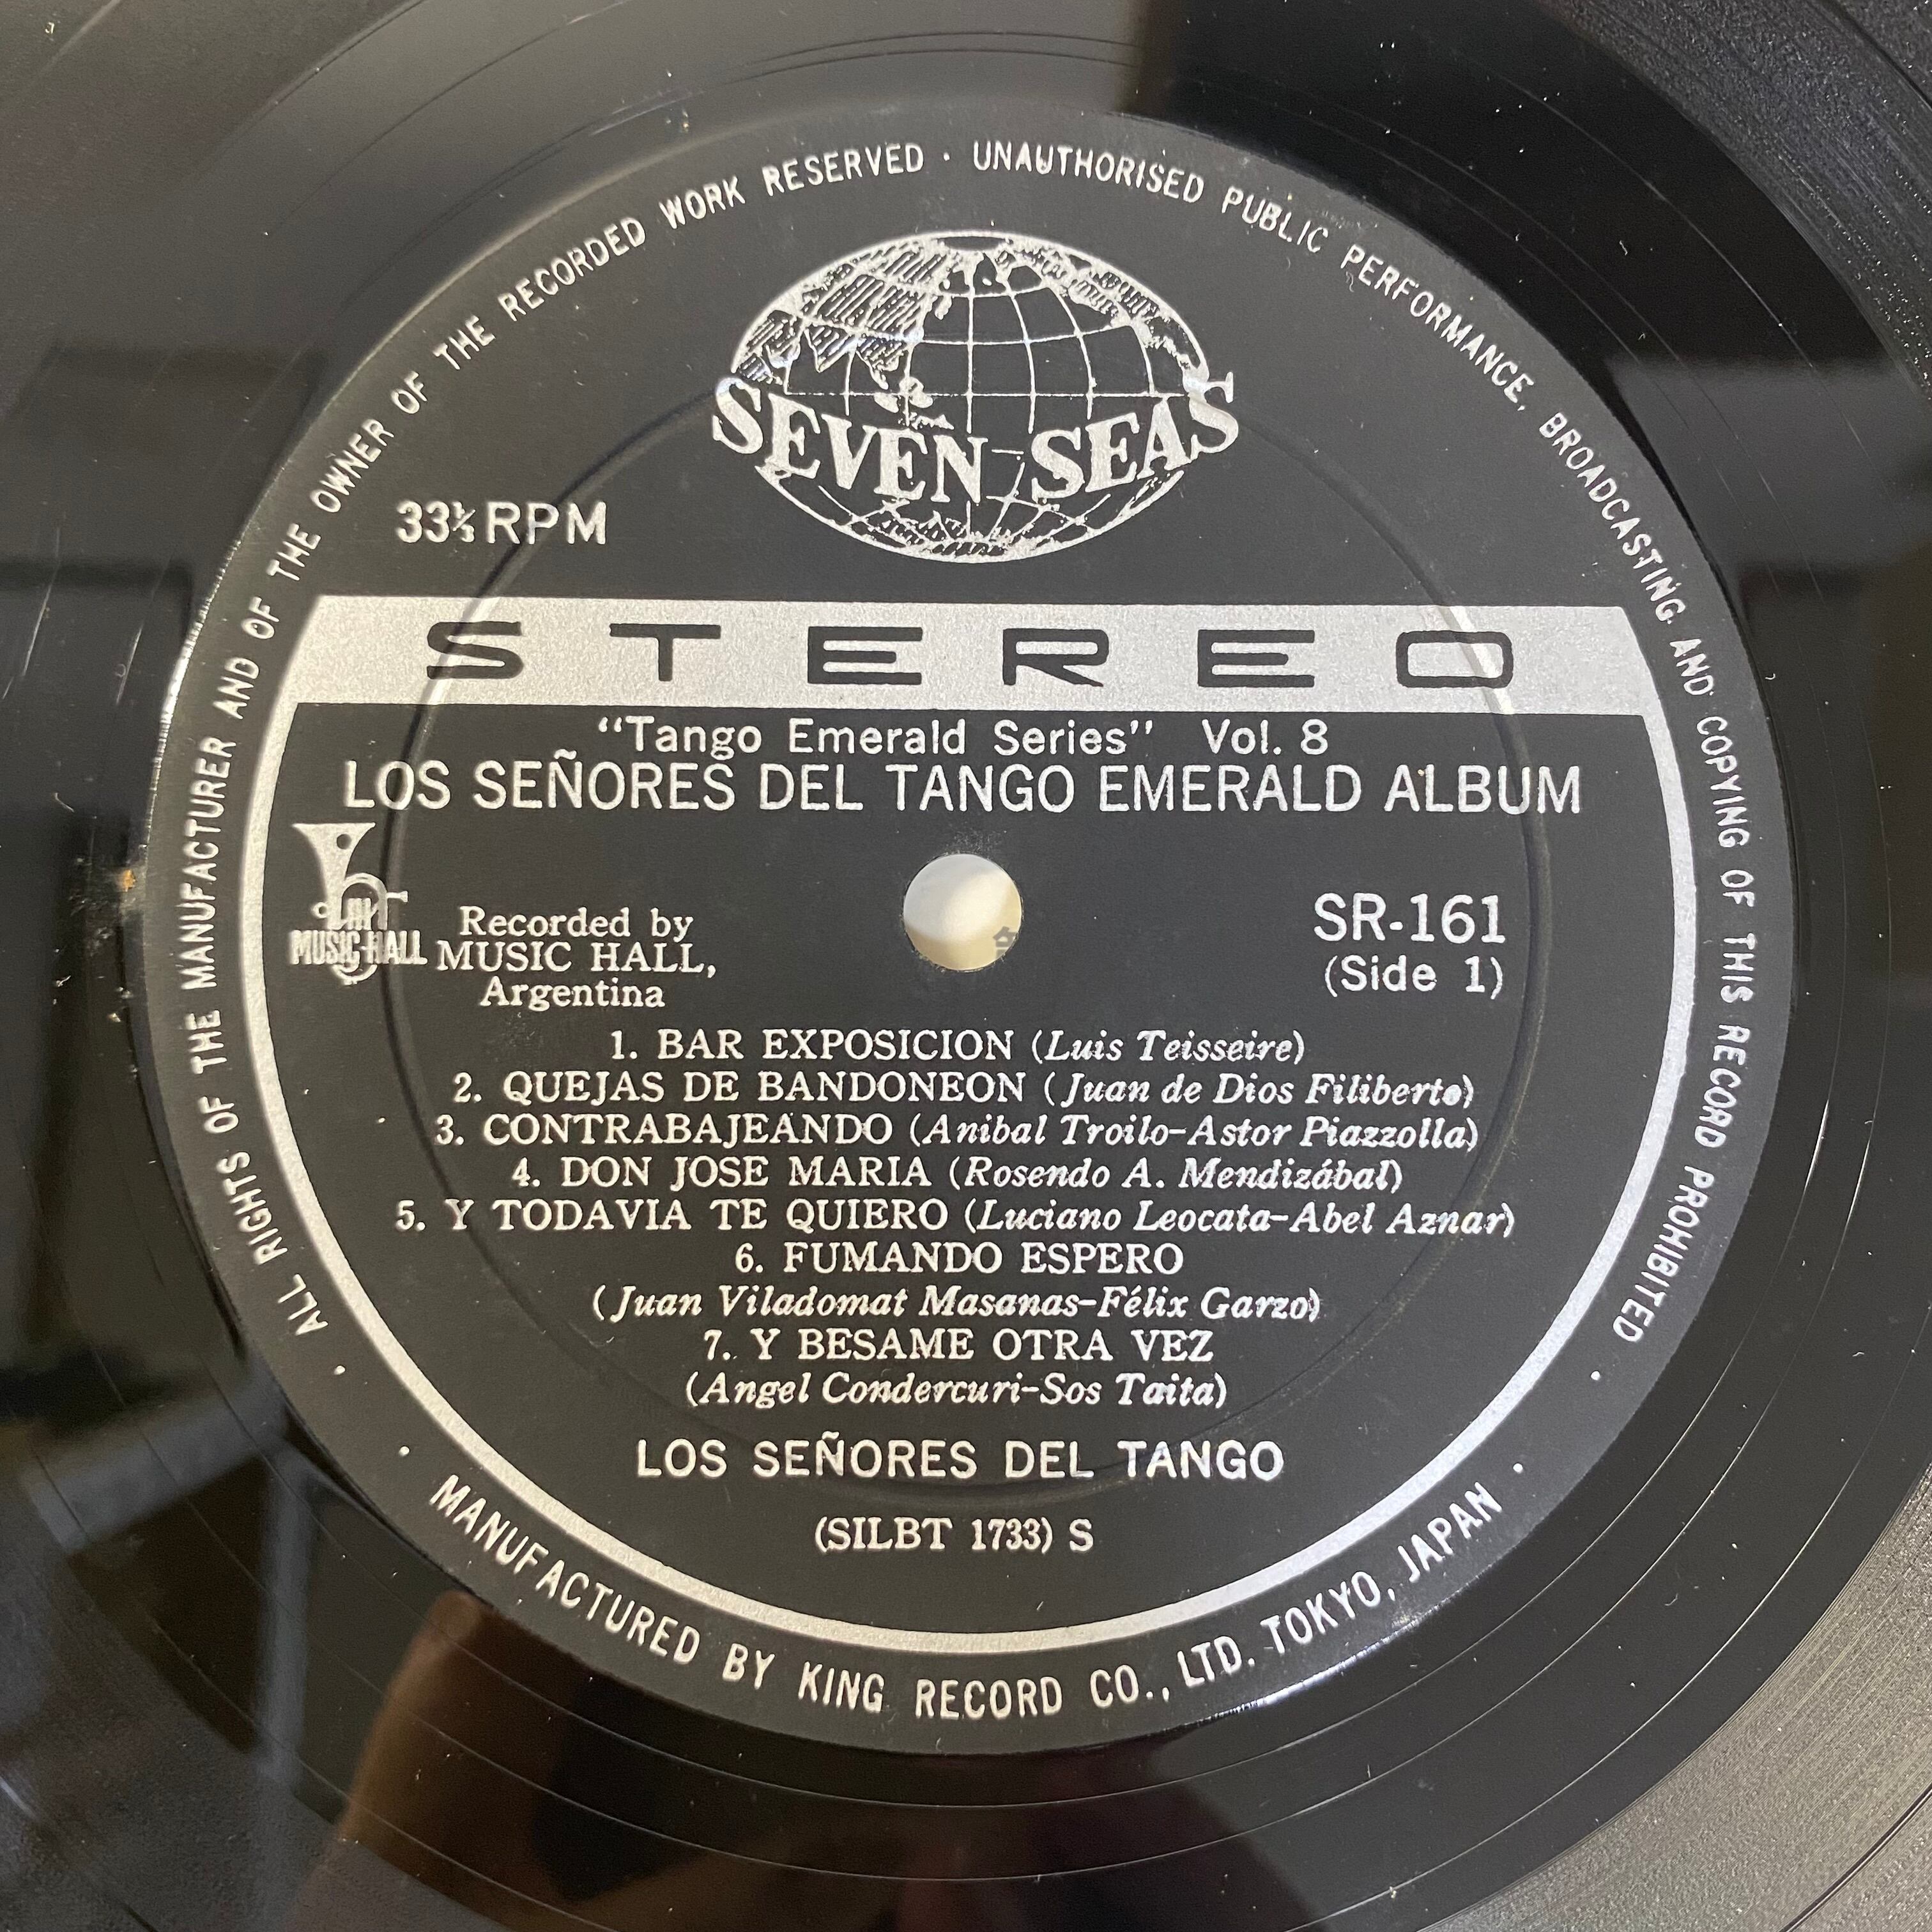 ALL RIGHTS OF THE MANUFACTURER AND OF THE OWNER OF THE RECORDED WORK RESERVED · UNAUTHORISED PUBLIC PERFORMANCE, BROADCASTING AND COPYING OF THIS RECORD PROHIBITED ·
SEVEN SEAS
33⅓ RPM
STEREO
“Tango Emerald Series” Vol. 8
LOS SEÑORES DEL TANGO EMERALD ALBUM
MUSIC-HALL
Recorded by
MUSIC HALL,
Argentina
SR-161
(Side 1)
1. BAR EXPOSICION (Luis Teisseire)
2. QUEJAS DE BANDONEON (Juan de Dios Filiberto)
3. CONTRABAJEANDO (Anibal Troilo-Astor Piazzolla)
4. DON JOSE MARIA (Rosendo A. Mendizábal)
5. Y TODAVIA TE QUIERO (Luciano Leocata-Abel Aznar)
6. FUMANDO ESPERO
(Juan Viladomat Masanas-Félix Garzo)
7. Y BESAME OTRA VEZ
(Angel Condercuri-Sos Taita)
LOS SEÑORES DEL TANGO
(SILBT 1733) S
· MANUFACTURED BY KING RECORD CO., LTD. TOKYO, JAPAN ·